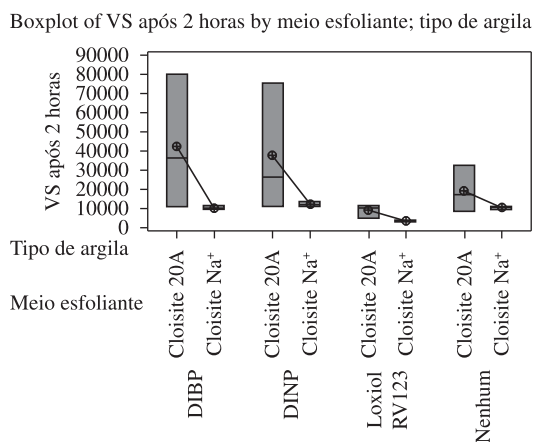 Boxplot of VS após 2 horas by meio esfoliante; tipo de argila
VS após 2 horas
90000
80000
70000
60000
50000
40000
30000
20000
10000
0
Tipo de argila
Cloisite 20A
Cloisite Na⁺
Cloisite 20A
Cloisite Na⁺
Cloisite 20A
Cloisite Na⁺
Cloisite 20A
Cloisite Na⁺
Meio esfoliante
DIBP
DINP
Loxiol
RV123
Nenhum